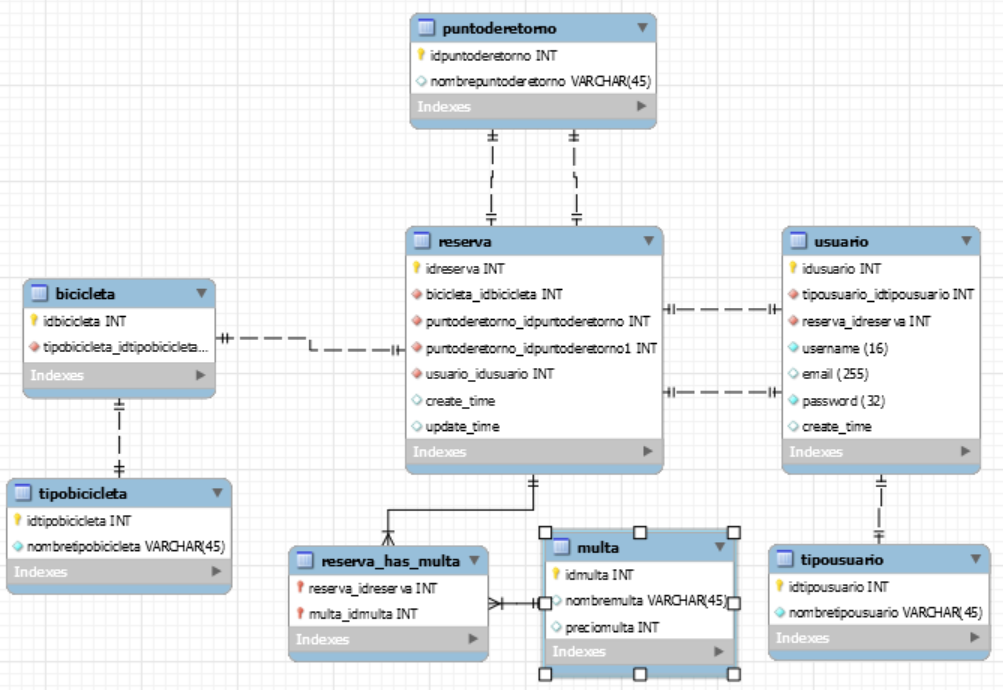 puntoderetorno
idpuntoderetorno INT
nombrepuntoderetorno VARCHAR(45)
Indexes
reserva
idreserva INT
bicicleta_idbicicleta INT
puntoderetorno_idpuntoderetorno INT
puntoderetorno_idpuntoderetorno1 INT
usuario_idusuario INT
create_time
update_time
Indexes
usuario
idusuario INT
tipousuario_idtipousuario INT
reserva_idreserva INT
username (16)
email (255)
password (32)
create_time
Indexes
bicicleta
idbicicleta INT
tipobicicleta_idtipobicicleta...
Indexes
tipobicicleta
idtipobicicleta INT
nombretipobicicleta VARCHAR(45)
Indexes
reserva_has_multa
reserva_idreserva INT
multa_idmulta INT
Indexes
multa
idmulta INT
nombremulta VARCHAR(45)
preciomulta INT
Indexes
tipousuario
idtipousuario INT
nombretipousuario VARCHAR(45)
Indexes